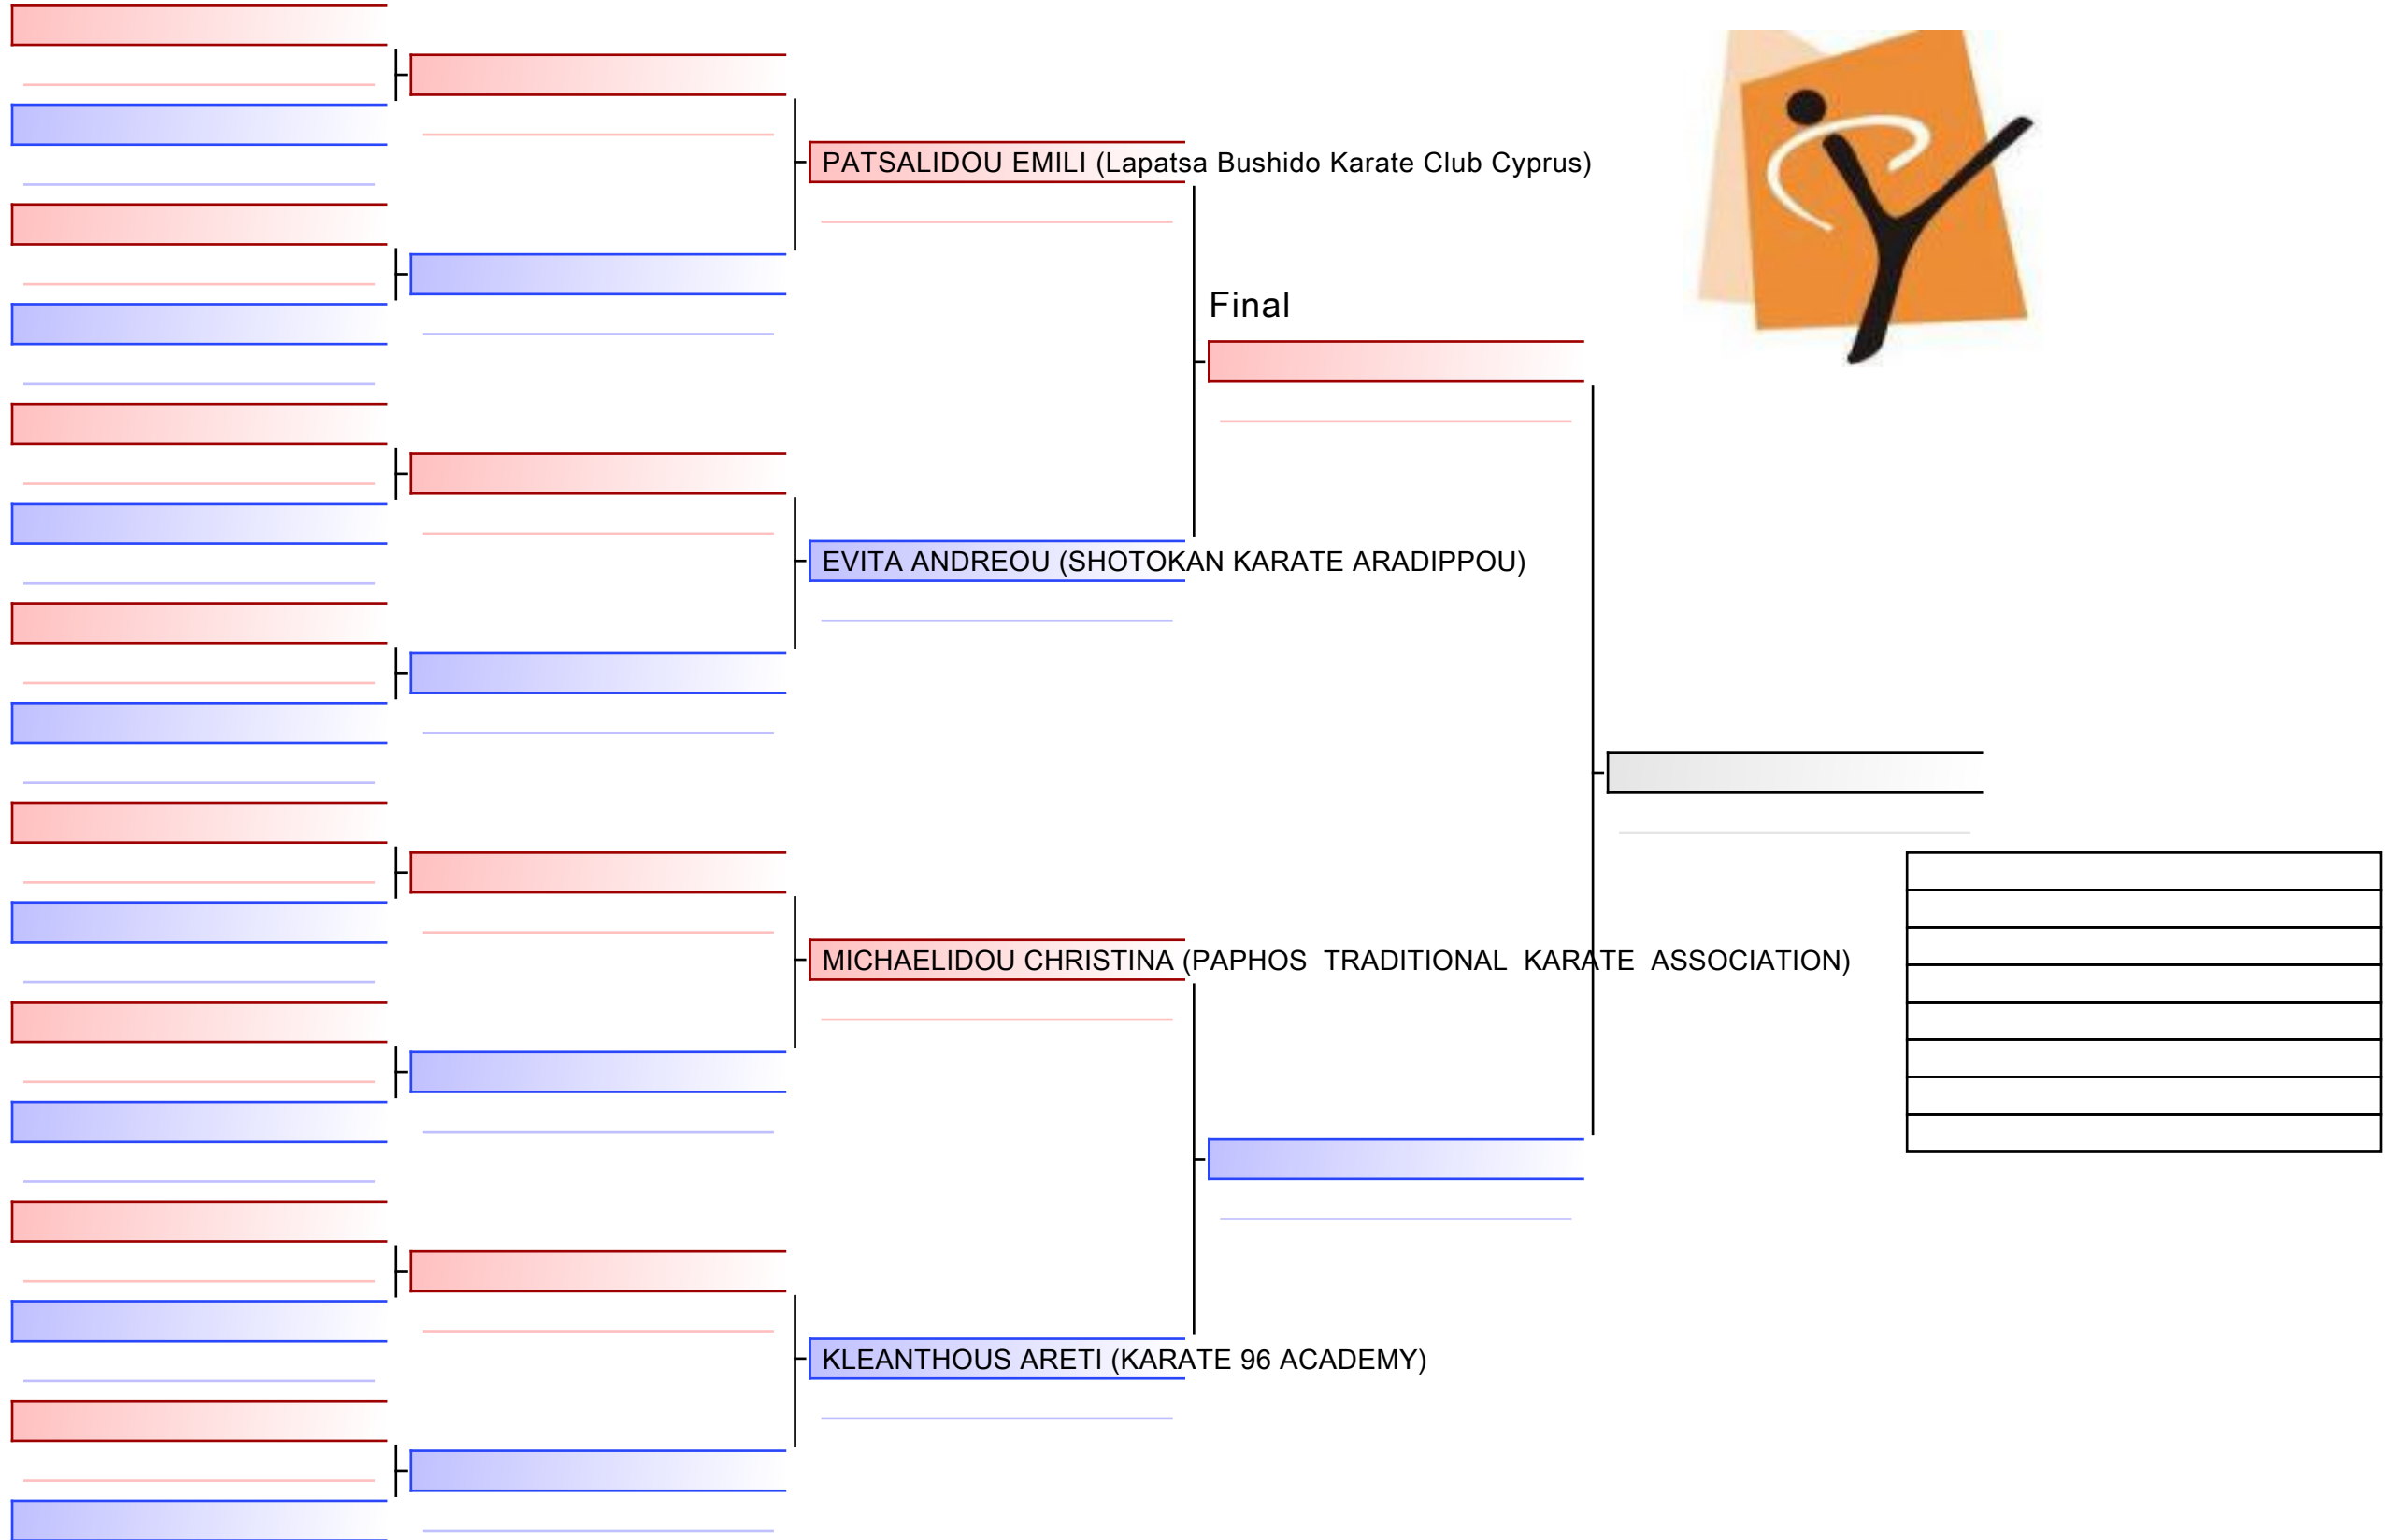 PATSALIDOU EMILI (Lapatsa Bushido Karate Club Cyprus)
Final
EVITA ANDREOU (SHOTOKAN KARATE ARADIPPOU)
MICHAELIDOU CHRISTINA (PAPHOS TRADITIONAL KARATE ASSOCIATION)
KLEANTHOUS ARETI (KARATE 96 ACADEMY)